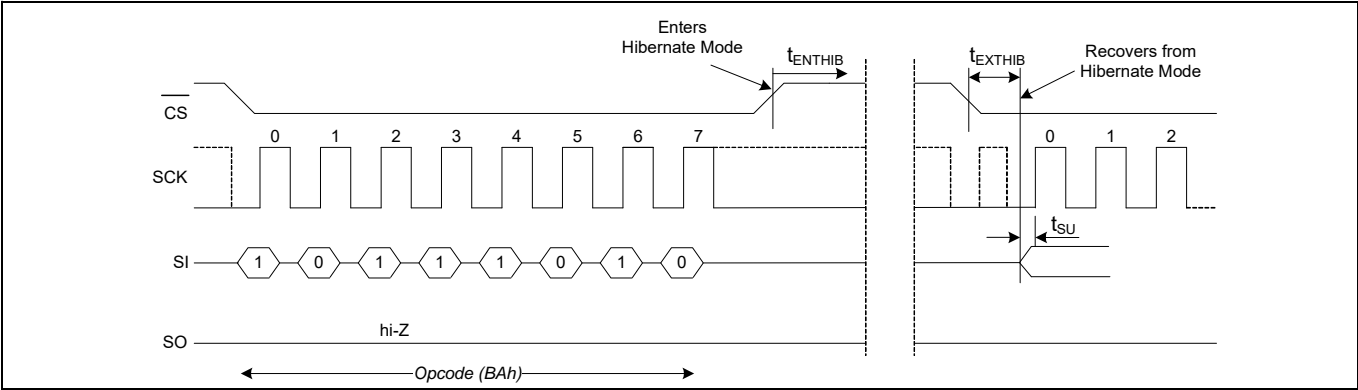 Enters
Hibernate Mode
tENTHIB
tEXTHIB
Recovers from
Hibernate Mode
CS
0 1 2 3 4 5 6 7 0 1 2
SCK
tSU
SI 1 0 1 1 1 0 1 0
hi-Z
SO
Opcode (BAh)